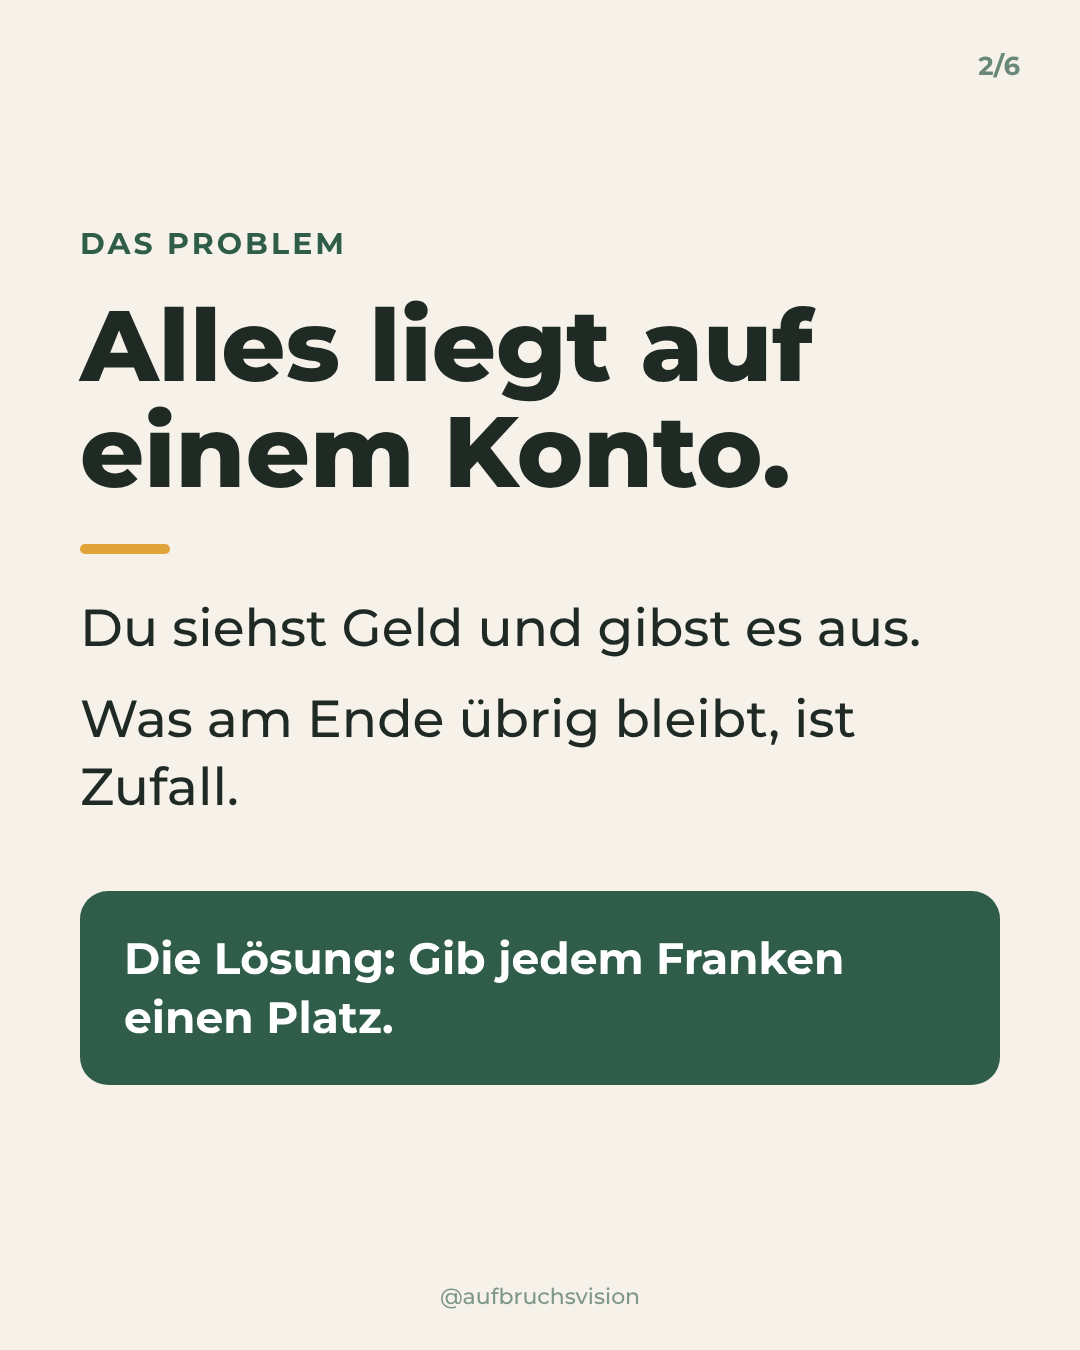 2/6
DAS PROBLEM
Alles liegt auf
einem Konto.
Du siehst Geld und gibst es aus.
Was am Ende übrig bleibt, ist
Zufall.
Die Lösung: Gib jedem Franken
einen Platz.
@aufbruchsvision